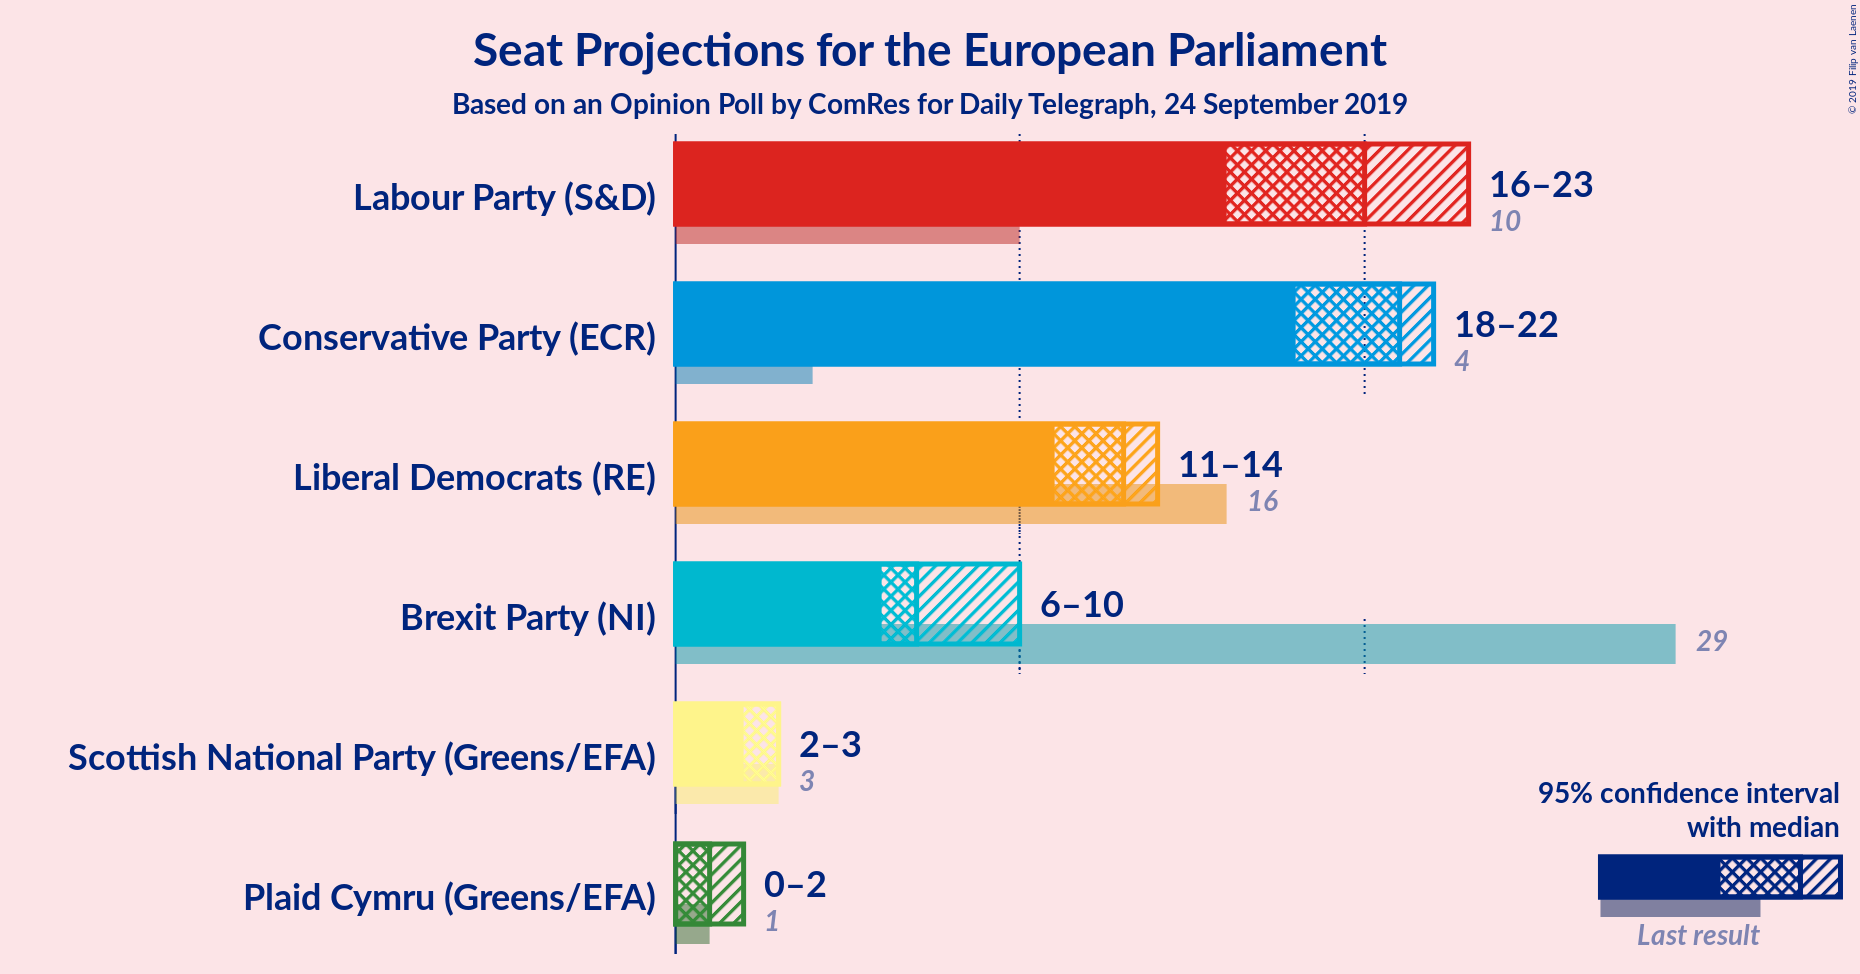 Seat Projections for the European Parliament
Based on an Opinion Poll by ComRes for Daily Telegraph, 24 September 2019
© 2019 Filip van Laenen
Labour Party (S&D)
16–23
10
Conservative Party (ECR)
18–22
4
Liberal Democrats (RE)
11–14
16
Brexit Party (NI)
6–10
29
Scottish National Party (Greens/EFA)
2–3
3
Plaid Cymru (Greens/EFA)
0–2
1
95% confidence interval
with median
Last result